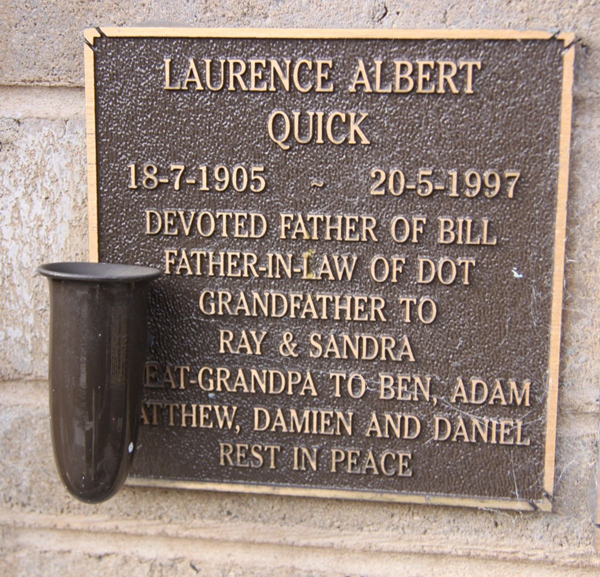 LAURENCE ALBERT
QUICK
18-7-1905 ~ 20-5-1997
DEVOTED FATHER OF BILL
FATHER-IN-LAW OF DOT
GRANDFATHER TO
RAY & SANDRA
EAT-GRANDPA TO BEN, ADAM
ATTHEW, DAMIEN AND DANIEL
REST IN PEACE